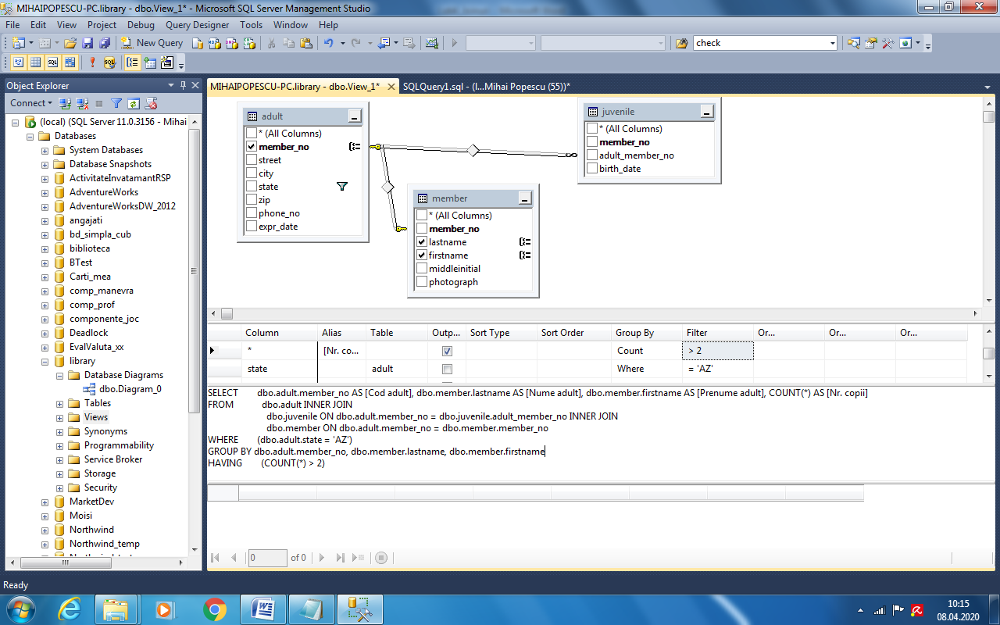 MIHAIPOPESCU-PC.library - dbo.View_1* - Microsoft SQL Server Management Studio
File Edit View Project Debug Query Designer Tools Window Help
New Query
check
Object Explorer
Connect
(local) (SQL Server 11.0.3156 - Mihai
Databases
System Databases
Database Snapshots
ActivitateInvatamantRSP
AdventureWorks
AdventureWorksDW_2012
angajati
bd_simpla_cub
biblioteca
BTest
Carti_mea
comp_manevra
comp_prof
componente_joc
Deadlock
EvalValuta_xx
library
Database Diagrams
dbo.Diagram_0
Tables
Views
Synonyms
Programmability
Service Broker
Storage
Security
MarketDev
Moisi
Northwind
Northwind_temp
MIHAIPOPESCU-PC.library - dbo.View_1*
SQLQuery1.sql - (l...Mihai Popescu (55))*
adult
* (All Columns)
member_no
street
city
state
zip
phone_no
expr_date
juvenile
* (All Columns)
member_no
adult_member_no
birth_date
member
* (All Columns)
member_no
lastname
firstname
middleinitial
photograph
Column Alias Table Outp... Sort Type Sort Order Group By Filter Or... Or... Or...
* [Nr. co... Count > 2
state adult Where = 'AZ'
SELECT dbo.adult.member_no AS [Cod adult], dbo.member.lastname AS [Nume adult], dbo.member.firstname AS [Prenume adult], COUNT(*) AS [Nr. copii]
FROM dbo.adult INNER JOIN
dbo.juvenile ON dbo.adult.member_no = dbo.juvenile.adult_member_no INNER JOIN
dbo.member ON dbo.adult.member_no = dbo.member.member_no
WHERE (dbo.adult.state = 'AZ')
GROUP BY dbo.adult.member_no, dbo.member.lastname, dbo.member.firstname
HAVING (COUNT(*) > 2)
0 of 0
Ready
10:15
08.04.2020